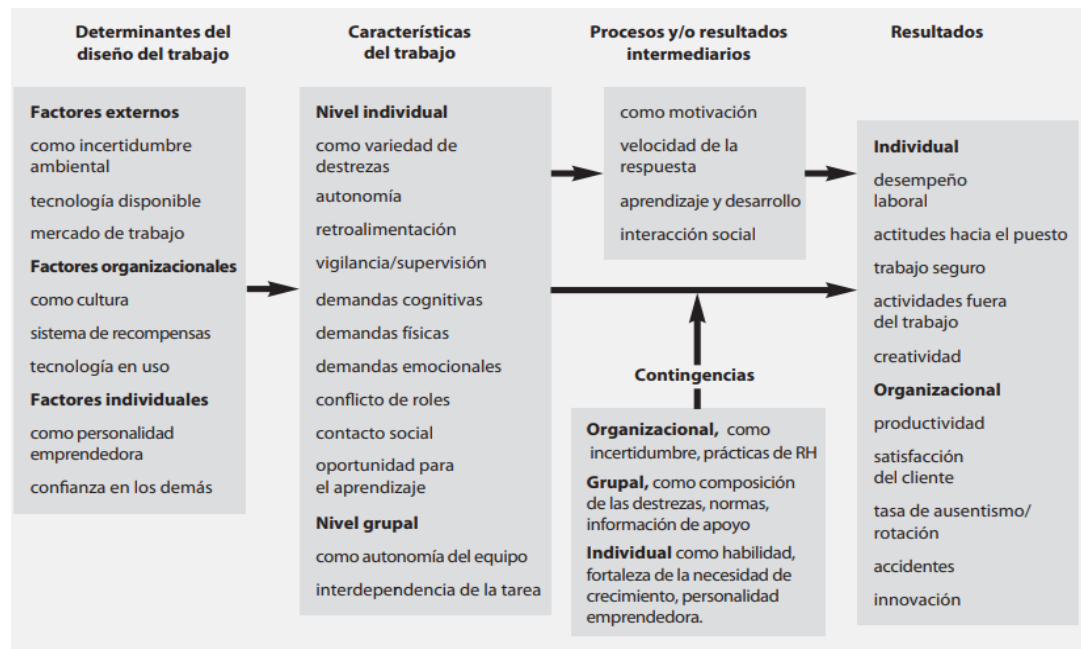 Determinantes del
diseño del trabajo
Factores externos
como incertidumbre
ambiental
tecnología disponible
mercado de trabajo
Factores organizacionales
como cultura
sistema de recompensas
tecnología en uso
Factores individuales
como personalidad
emprendedora
confianza en los demás
Características
del trabajo
Nivel individual
como variedad de
destrezas
autonomía
retroalimentación
vigilancia/supervisión
demandas cognitivas
demandas físicas
demandas emocionales
conflicto de roles
contacto social
oportunidad para
el aprendizaje
Nivel grupal
como autonomía del equipo
interdependencia de la tarea
Procesos y/o resultados
intermediarios
como motivación
velocidad de la
respuesta
aprendizaje y desarrollo
interacción social
Contingencias
Organizacional, como
incertidumbre, prácticas de RH
Grupal, como composición
de las destrezas, normas,
información de apoyo
Individual como habilidad,
fortaleza de la necesidad de
crecimiento, personalidad
emprendedora.
Resultados
Individual
desempeño
laboral
actitudes hacia el puesto
trabajo seguro
actividades fuera
del trabajo
creatividad
Organizacional
productividad
satisfacción
del cliente
tasa de ausentismo/
rotación
accidentes
innovación